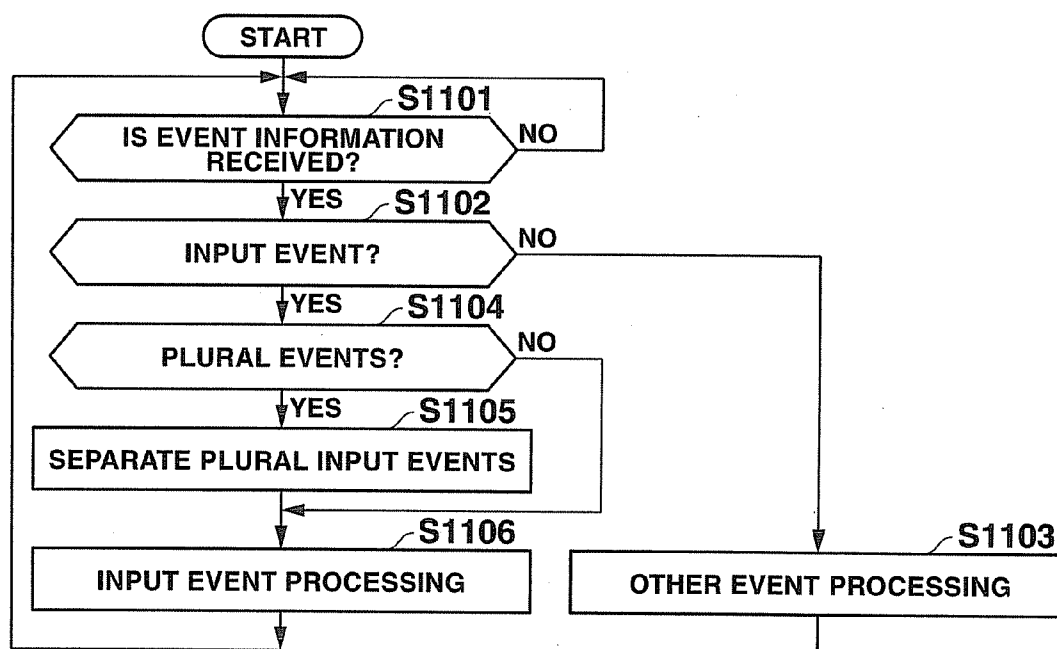 START
S1101
IS EVENT INFORMATION
RECEIVED?
NO
YES
S1102
INPUT EVENT?
NO
YES
S1104
PLURAL EVENTS?
NO
YES
S1105
SEPARATE PLURAL INPUT EVENTS
S1106
INPUT EVENT PROCESSING
S1103
OTHER EVENT PROCESSING